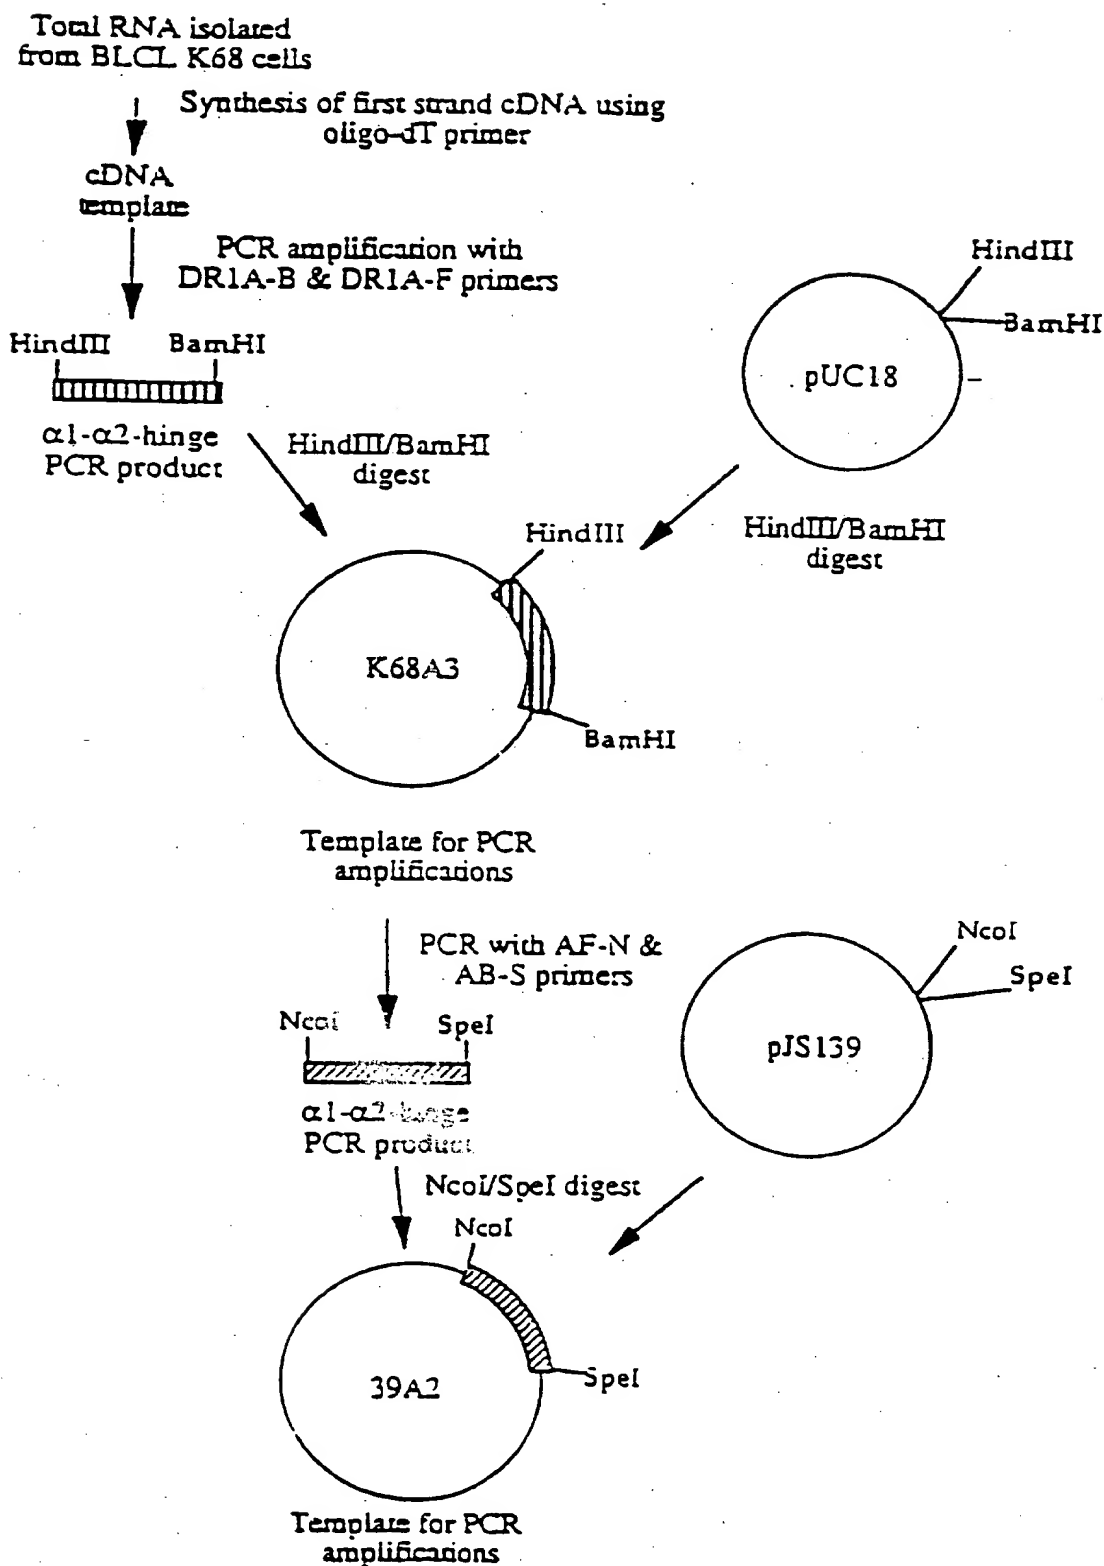 Total RNA isolated
from BLCL K68 cells
Synthesis of first strand cDNA using
oligo-dT primer
cDNA
template
PCR amplification with
DR1A-B & DR1A-F primers
HindIII
BamHI
HindIII BamHI
pUC18
α1-α2-hinge
PCR product
HindIII/BamHI
digest
HindIII/BamHI
digest
HindIII
K68A3
BamHI
Template for PCR
amplifications
PCR with AF-N &
AB-S primers
NcoI
SpeI
NcoI SpeI
pJS139
α1-α2-hinge
PCR product
NcoI/SpeI digest
NcoI
39A2
SpeI
Template for PCR
amplifications